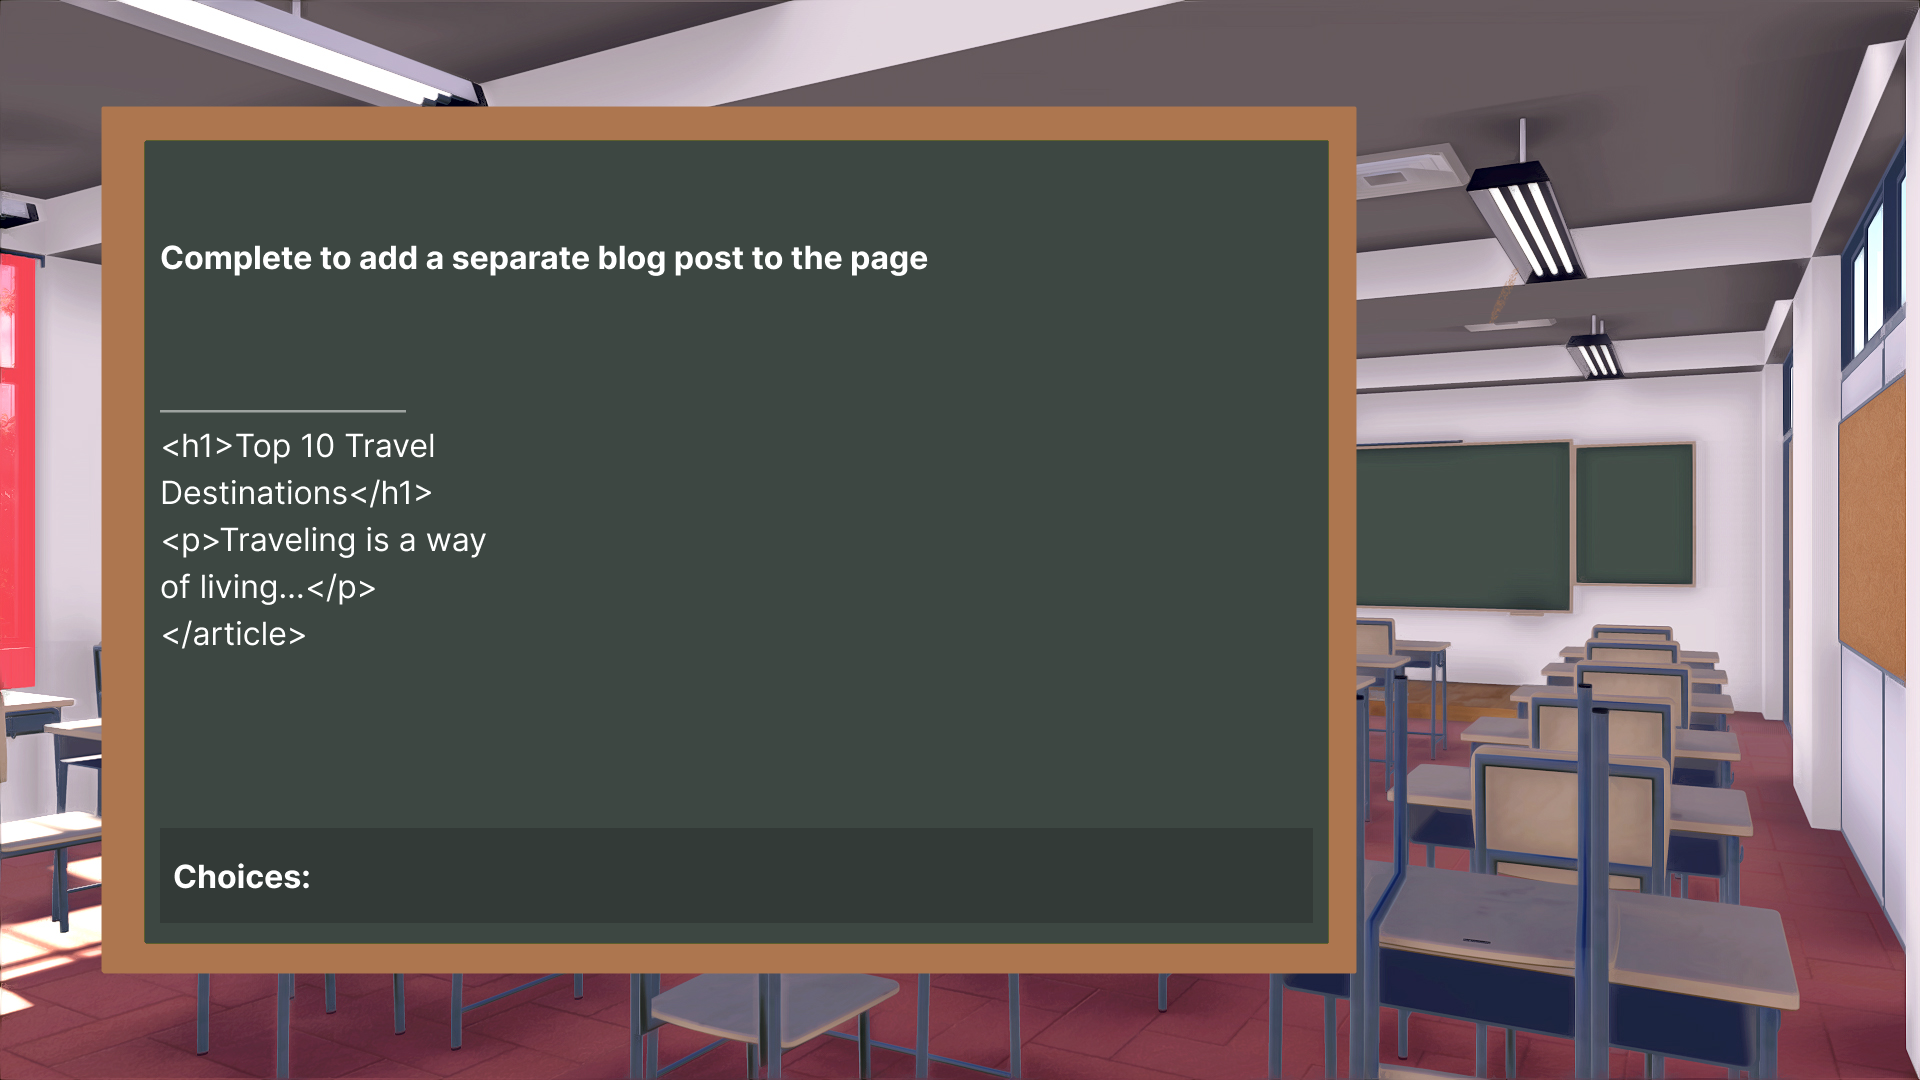 Complete to add a separate blog post to the page
<h1>Top 10 Travel
Destinations</h1>
<p>Traveling is a way
of living...</p>
</article>
Choices: